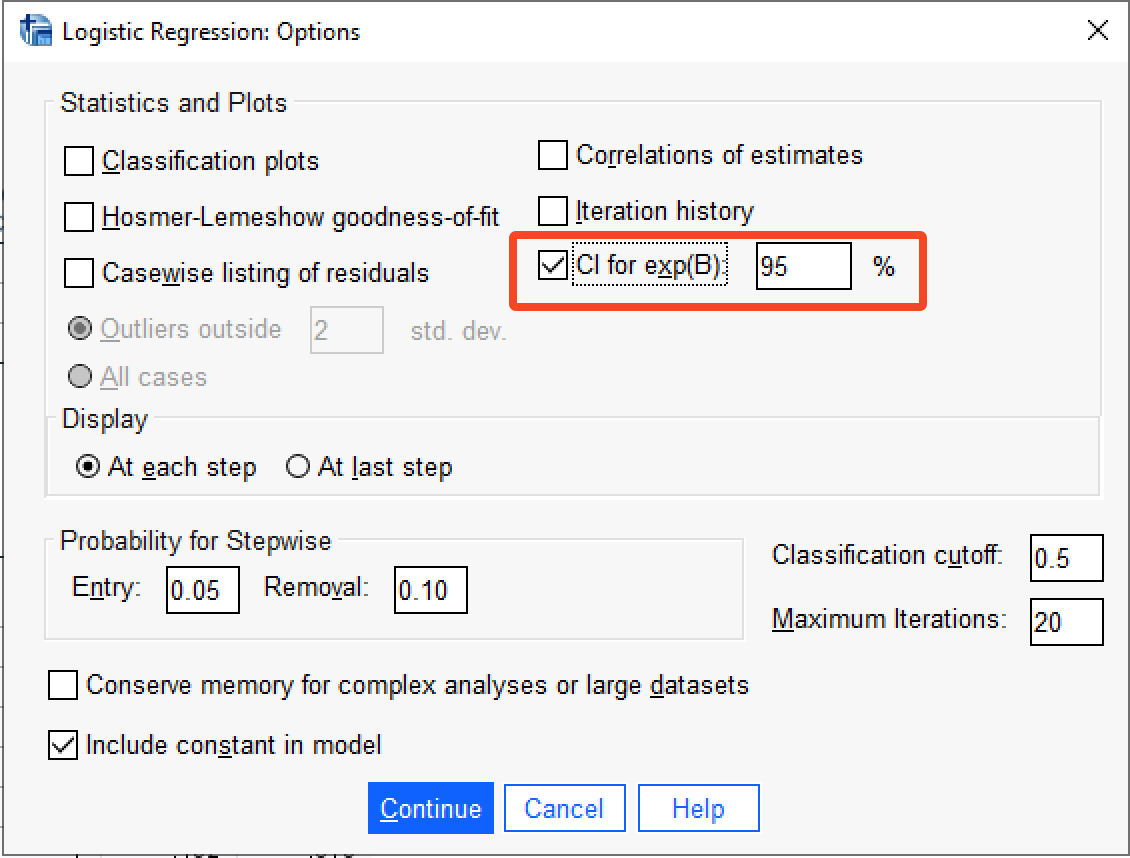 Logistic Regression: Options
Statistics and Plots
Classification plots
Correlations of estimates
Hosmer-Lemeshow goodness-of-fit
Iteration history
Casewise listing of residuals
CI for exp(B): 95 %
Outliers outside 2 std. dev.
All cases
Display
At each step At last step
Probability for Stepwise
Entry: 0.05 Removal: 0.10
Classification cutoff: 0.5
Maximum Iterations: 20
Conserve memory for complex analyses or large datasets
Include constant in model
Continue Cancel Help